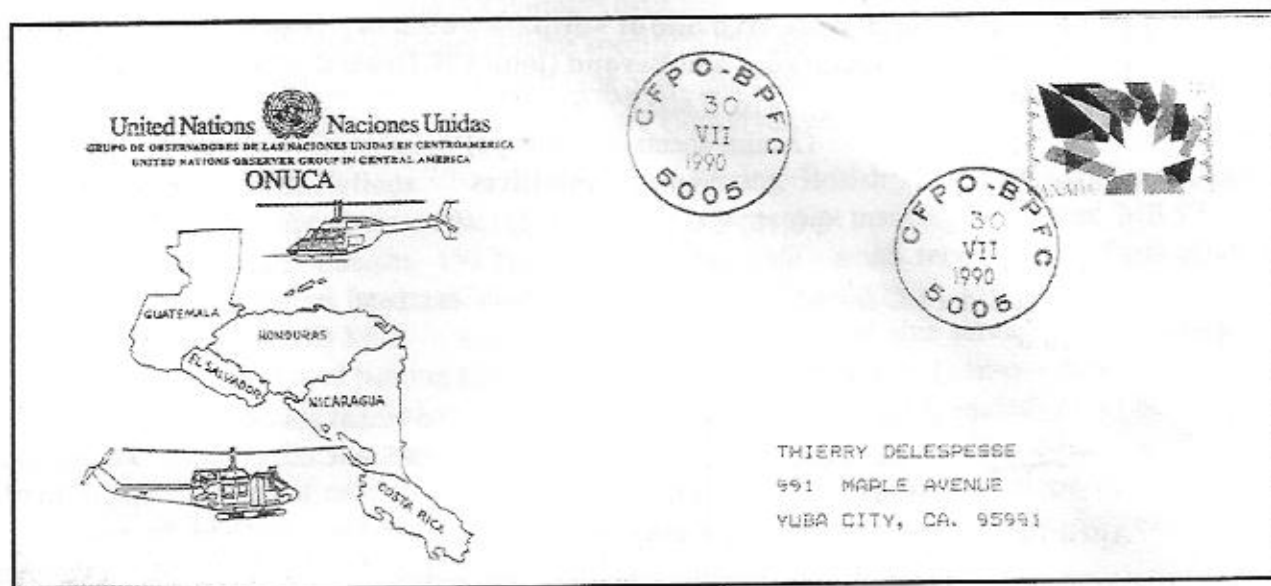 United Nations Naciones Unidas
GRUPO DE OBSERVADORES DE LAS NACIONES UNIDAS EN CENTROAMERICA
UNITED NATIONS OBSERVER GROUP IN CENTRAL AMERICA
ONUCA
CFPO-BPFC
30
VII
1990
5005
CFPO-BPFC
30
VII
1990
5005
GUATEMALA
HONDURAS
EL SALVADOR
NICARAGUA
COSTA RICA
THIERRY DELESPESSE
991 MAPLE AVENUE
YUBA CITY, CA. 95991